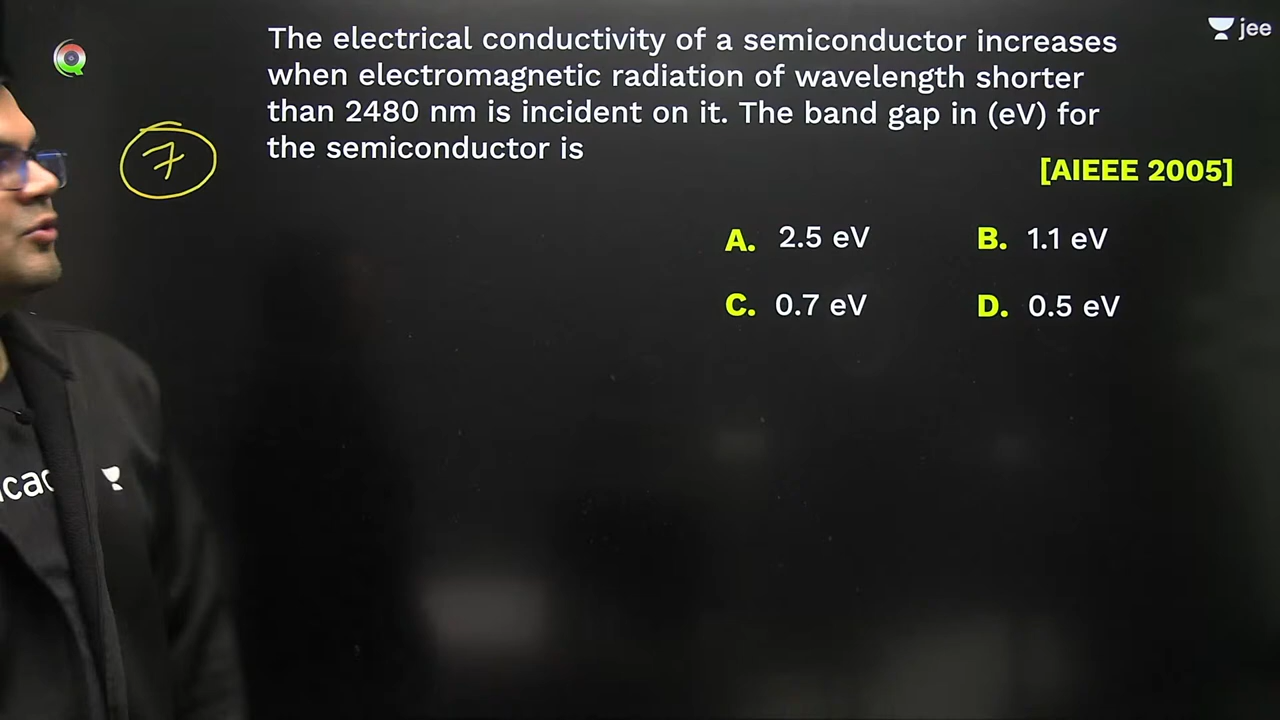 jee
The electrical conductivity of a semiconductor increases
when electromagnetic radiation of wavelength shorter
than 2480 nm is incident on it. The band gap in (eV) for
the semiconductor is
7
[AIEEE 2005]
A. 2.5 eV B. 1.1 eV
C. 0.7 eV D. 0.5 eV